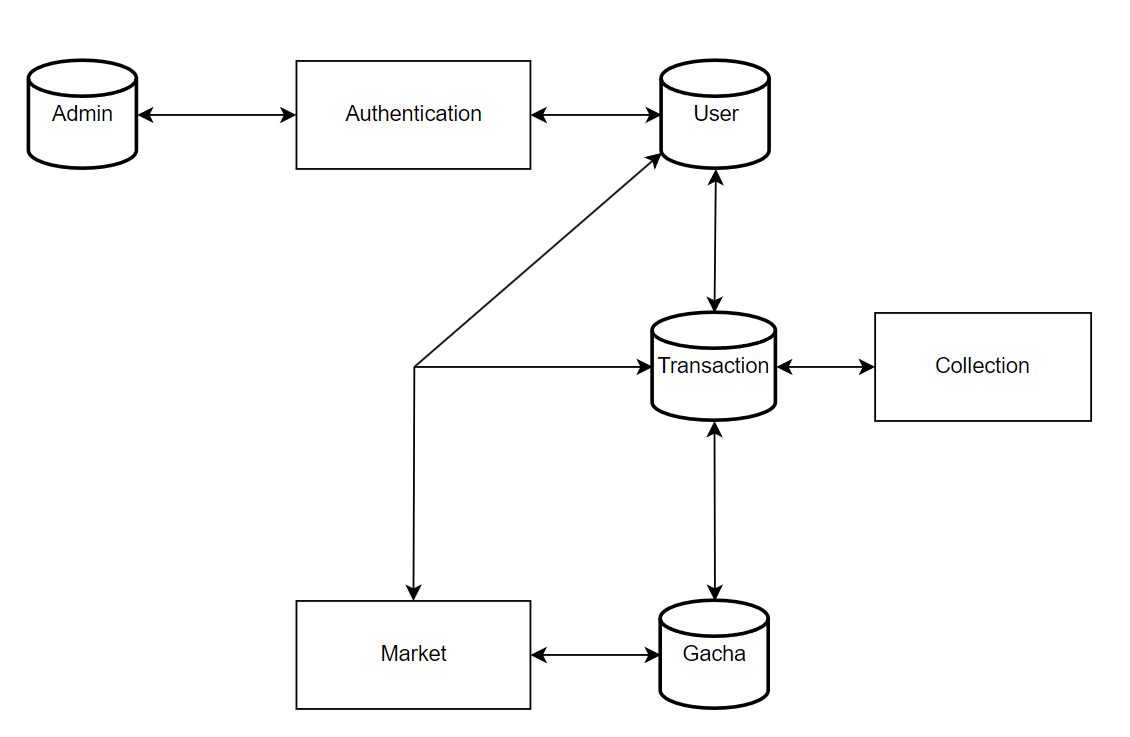 Admin
Authentication
User
Transaction
Collection
Market
Gacha